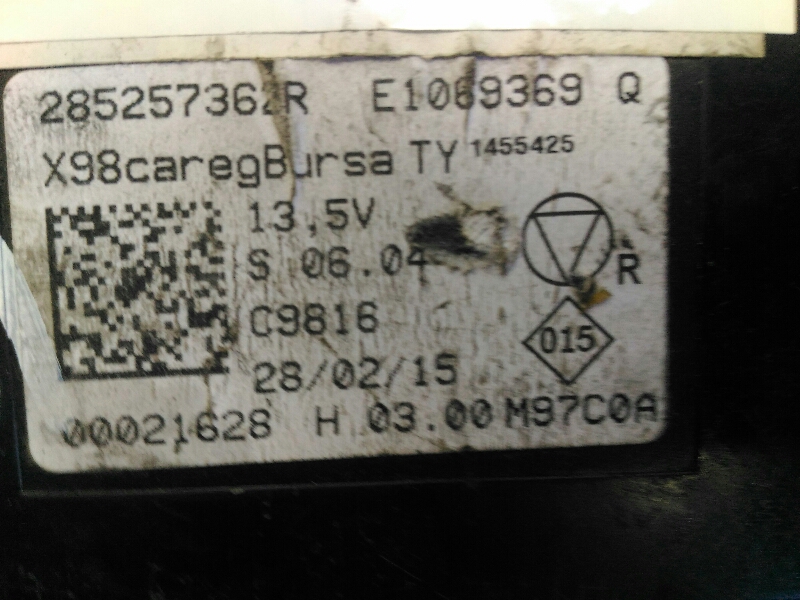 285257362R E1069369 Q
X98caregBursa TY 1455425
13,5V
S 06.04
R
C9816
015
28/02/15
00021628 H 03.00 M97C0A